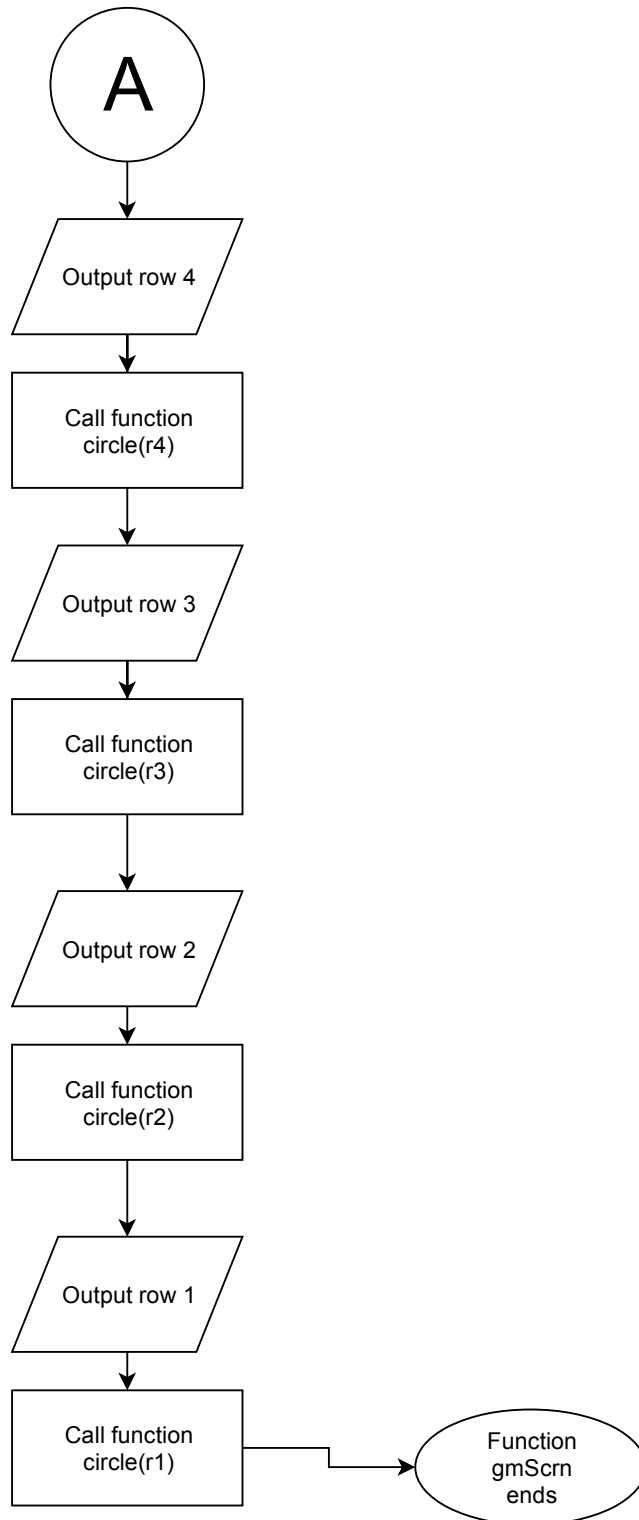 A
Output row 4
Call function
circle(r4)
Output row 3
Call function
circle(r3)
Output row 2
Call function
circle(r2)
Output row 1
Call function
circle(r1)
Function
gmScrn
ends